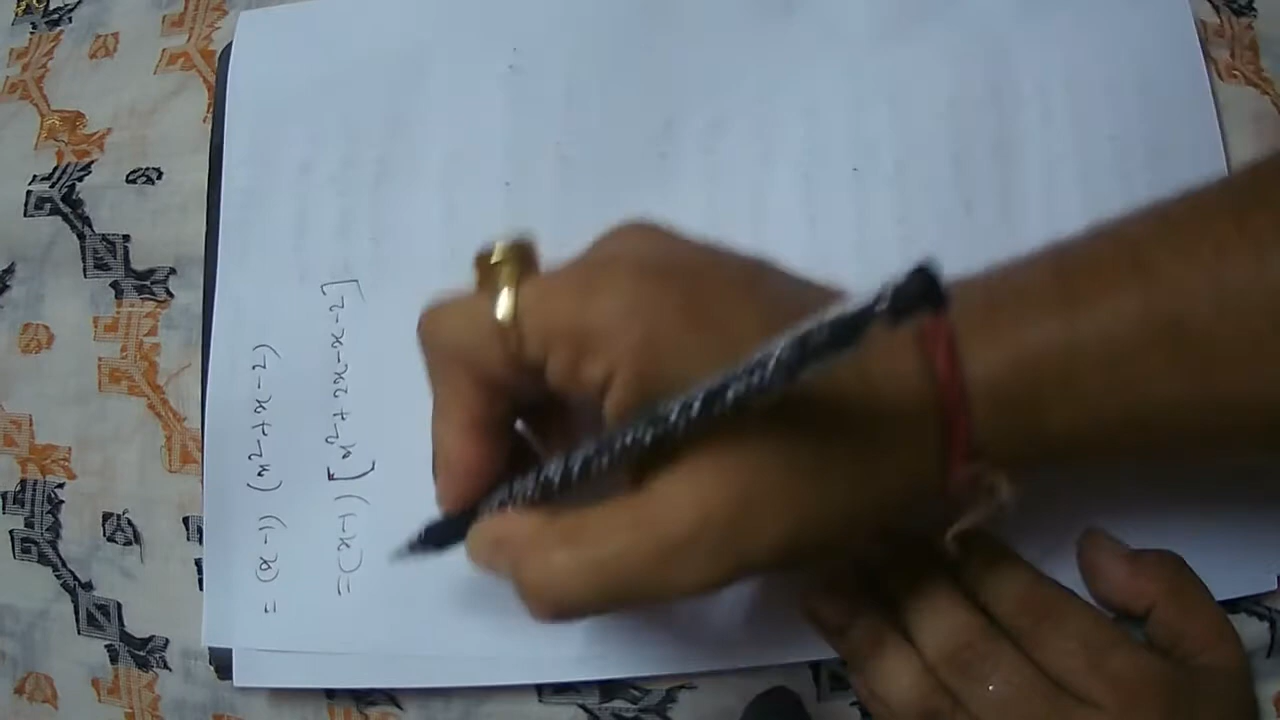 = (x-1) (x²+x-2)
= (x-1) [x²+2x-x-2]